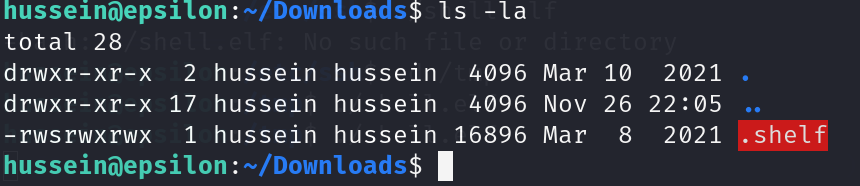 hussein@epsilon:~/Downloads$ ls -la
total 28
drwxr-xr-x  2 hussein hussein  4096 Mar 10  2021 .
drwxr-xr-x 17 hussein hussein  4096 Nov 26 22:05 ..
-rwsrwxrwx  1 hussein hussein 16896 Mar  8  2021 .shelf
hussein@epsilon:~/Downloads$